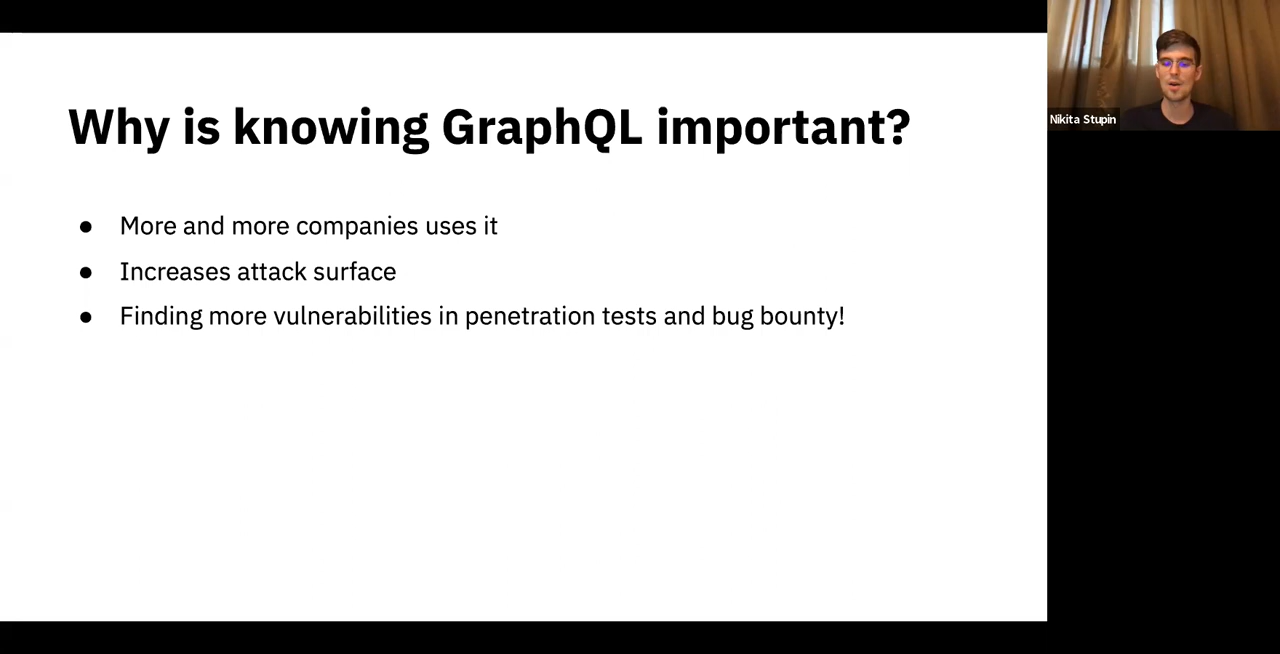 Why is knowing GraphQL important?
● More and more companies uses it
● Increases attack surface
● Finding more vulnerabilities in penetration tests and bug bounty!
Nikita Stupin